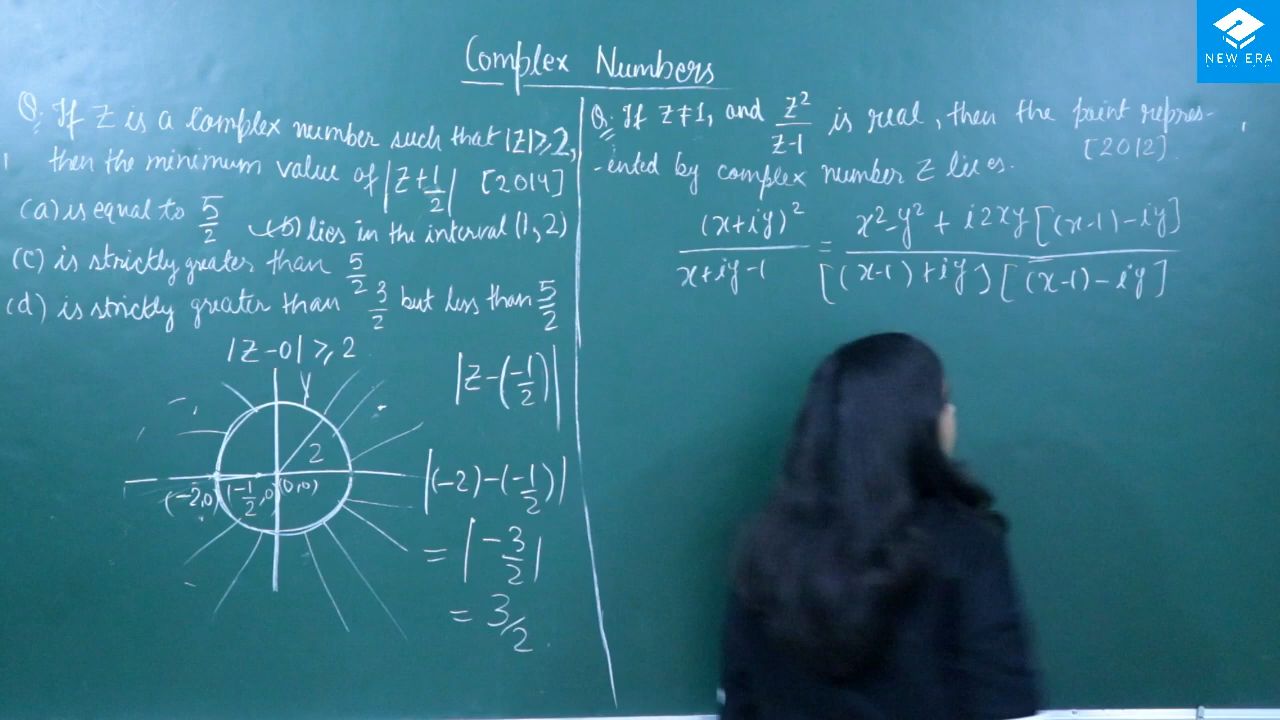 NEW ERA
Complex Numbers
Q: If Z is a complex number such that |Z| ≥ 2,
then the minimum value of |Z+1/2| [2014]
(a) is equal to 5/2 (b) lies in the interval (1, 2)
(c) is strictly greater than 5/2
(d) is strictly greater than 3/2 but less than 5/2
|Z-0| ≥ 2
|Z-(-1/2)|
Y
2
(-2,0) (-1/2,0) (0,0)
|(-2)-(-1/2)|
= |-3/2|
= 3/2
Q: If Z≠1, and Z²/Z-1 is real, then the point repres-
-ented by complex number Z lies. [2012]
(x+iy)²/x+iy-1 = x²-y²+i2xy[(x-1)-iy]/[(x-1)+iy][(x-1)-iy]